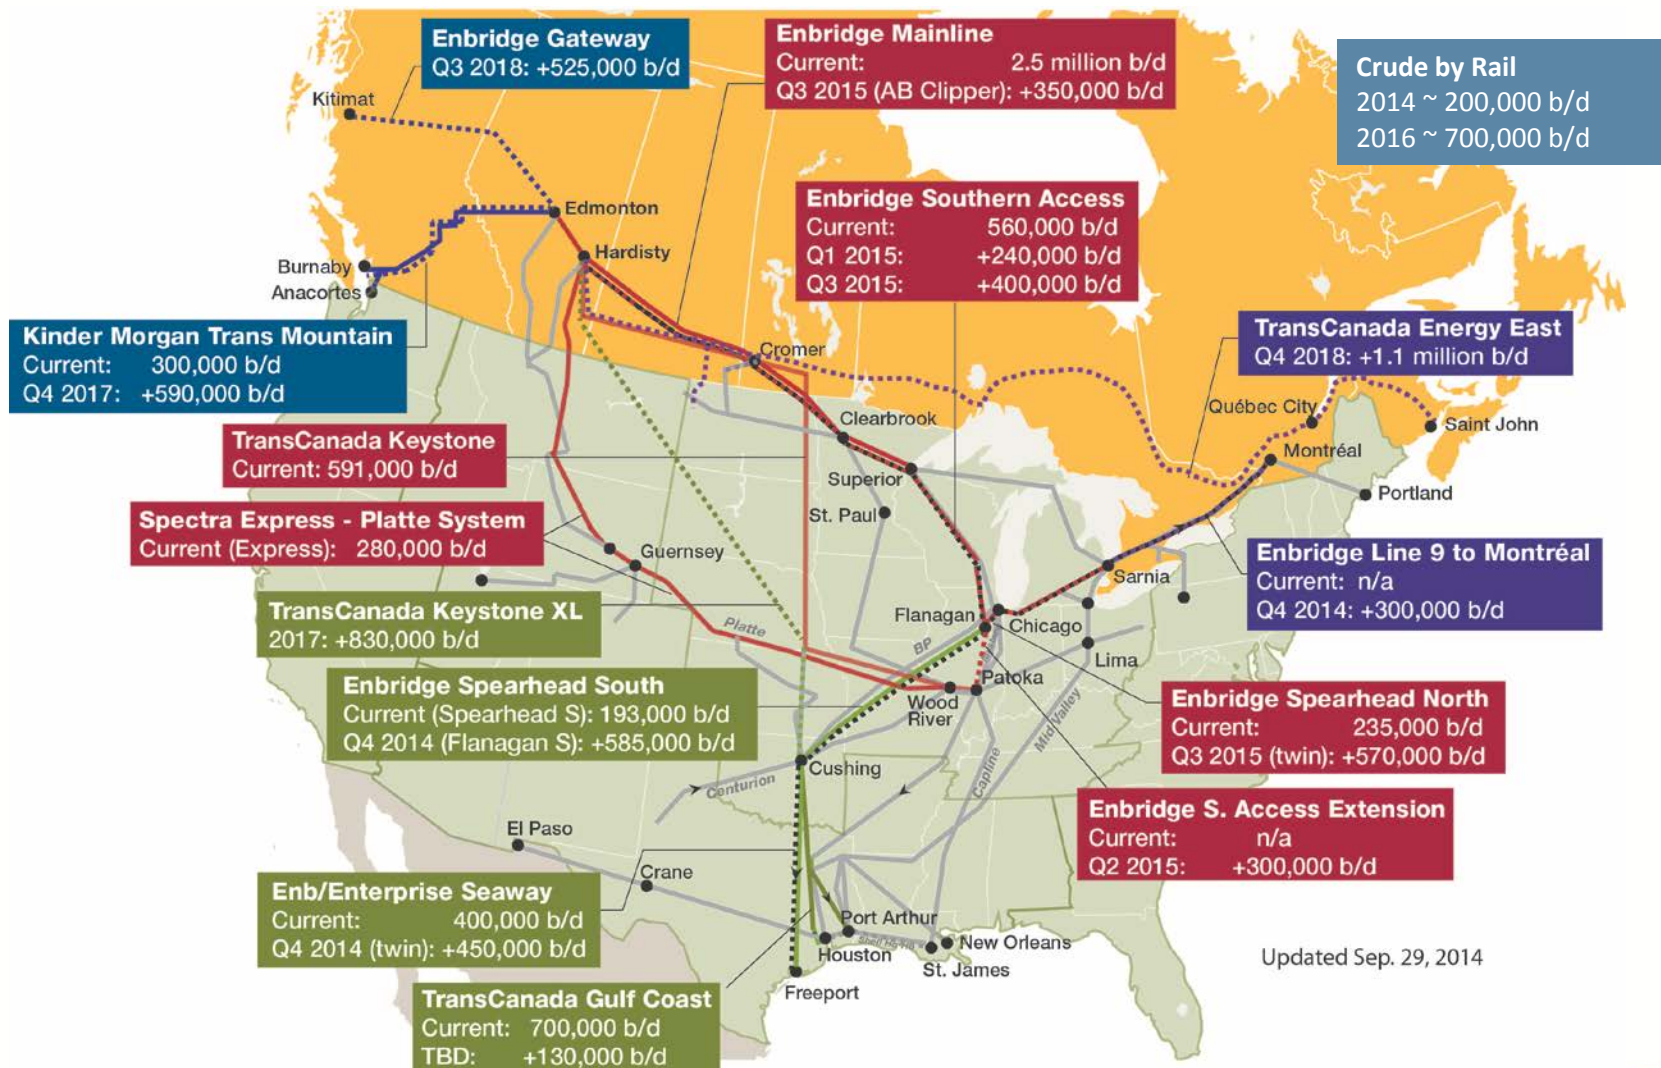 Enbridge Gateway
Q3 2018: +525,000 b/d
Enbridge Mainline
Current: 2.5 million b/d
Q3 2015 (AB Clipper): +350,000 b/d
Crude by Rail
2014 ~ 200,000 b/d
2016 ~ 700,000 b/d
Kitimat
Edmonton
Hardisty
Burnaby
Anacortes
Enbridge Southern Access
Current: 560,000 b/d
Q1 2015: +240,000 b/d
Q3 2015: +400,000 b/d
Kinder Morgan Trans Mountain
Current: 300,000 b/d
Q4 2017: +590,000 b/d
Cromer
TransCanada Energy East
Q4 2018: +1.1 million b/d
Québec City
Saint John
Montréal
Portland
Clearbrook
Superior
St. Paul
TransCanada Keystone
Current: 591,000 b/d
Spectra Express - Platte System
Current (Express): 280,000 b/d
Guernsey
Enbridge Line 9 to Montréal
Current: n/a
Q4 2014: +300,000 b/d
Sarnia
TransCanada Keystone XL
2017: +830,000 b/d
Platte
Flanagan
Chicago
BP
Lima
Patoka
Wood
River
Enbridge Spearhead South
Current (Spearhead S): 193,000 b/d
Q4 2014 (Flanagan S): +585,000 b/d
Enbridge Spearhead North
Current: 235,000 b/d
Q3 2015 (twin): +570,000 b/d
Mid Valley
Capline
Cushing
Centurion
Enbridge S. Access Extension
Current: n/a
Q2 2015: +300,000 b/d
El Paso
Crane
Enb/Enterprise Seaway
Current: 400,000 b/d
Q4 2014 (twin): +450,000 b/d
Port Arthur
Houston
New Orleans
St. James
Freeport
Updated Sep. 29, 2014
TransCanada Gulf Coast
Current: 700,000 b/d
TBD: +130,000 b/d